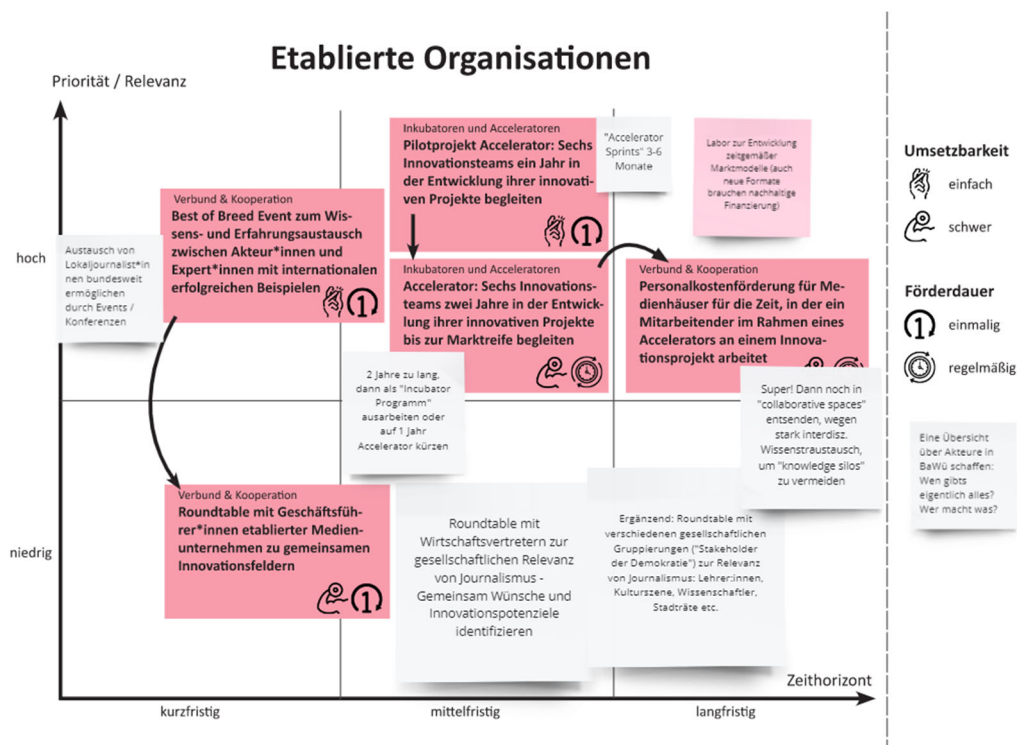 Etablierte Organisationen
Priorität / Relevanz
hoch
niedrig
Verbund & Kooperation
Best of Breed Event zum Wis-
sens- und Erfahrungsaustausch
zwischen Akteur*innen und
Expert*innen mit internationalen
erfolgreichen Beispielen
1
Austausch von
Lokaljournalist*in
nen bundesweit
ermöglichen
durch Events /
Konferenzen
Inkubatoren und Acceleratoren
Pilotprojekt Accelerator: Sechs
Innovationsteams ein Jahr in
der Entwicklung ihrer innovati-
ven Projekte begleiten
1
"Accelerator
Sprints" 3-6
Monate
Labor zur Entwicklung
zeitgemäßer
Marktmodelle (auch
neue Formate
brauchen nachhaltige
Finanzierung)
Inkubatoren und Acceleratoren
Accelerator: Sechs Innovations-
teams zwei Jahre in der Entwick-
lung ihrer innovativen Projekte
bis zur Marktreife begleiten
Verbund & Kooperation
Personalkostenförderung für Me-
dienhäuser für die Zeit, in der ein
Mitarbeitender im Rahmen eines
Accelerators an einem Innova-
tionsprojekt arbeitet
2 Jahre zu lang,
dann als "Incubator
Programm"
ausarbeiten oder
auf 1 Jahr
Accelerator kürzen
Super! Dann noch in
"collaborative spaces"
entsenden, wegen
stark interdisz.
Wissenstraustausch,
um "knowledge silos"
zu vermeiden
Verbund & Kooperation
Roundtable mit Geschäftsfüh-
rer*innen etablierter Medien-
unternehmen zu gemeinsamen
Innovationsfeldern
1
Roundtable mit
Wirtschaftsvertretern zur
gesellschaftlichen Relevanz
von Journalismus -
Gemeinsam Wünsche und
Innovationspotenziale
identifizieren
Ergänzend: Roundtable mit
verschiedenen gesellschaftlichen
Gruppierungen ("Stakeholder
der Demokratie") zur Relevanz
von Journalismus: Lehrer:innen,
Kulturszene, Wissenschaftler,
Stadträte etc.
Zeithorizont
kurzfristig
mittelfristig
langfristig
Umsetzbarkeit
einfach
schwer
Förderdauer
1 einmalig
regelmäßig
Eine Übersicht
über Akteure in
BaWü schaffen:
Wen gibts
eigentlich alles?
Wer macht was?